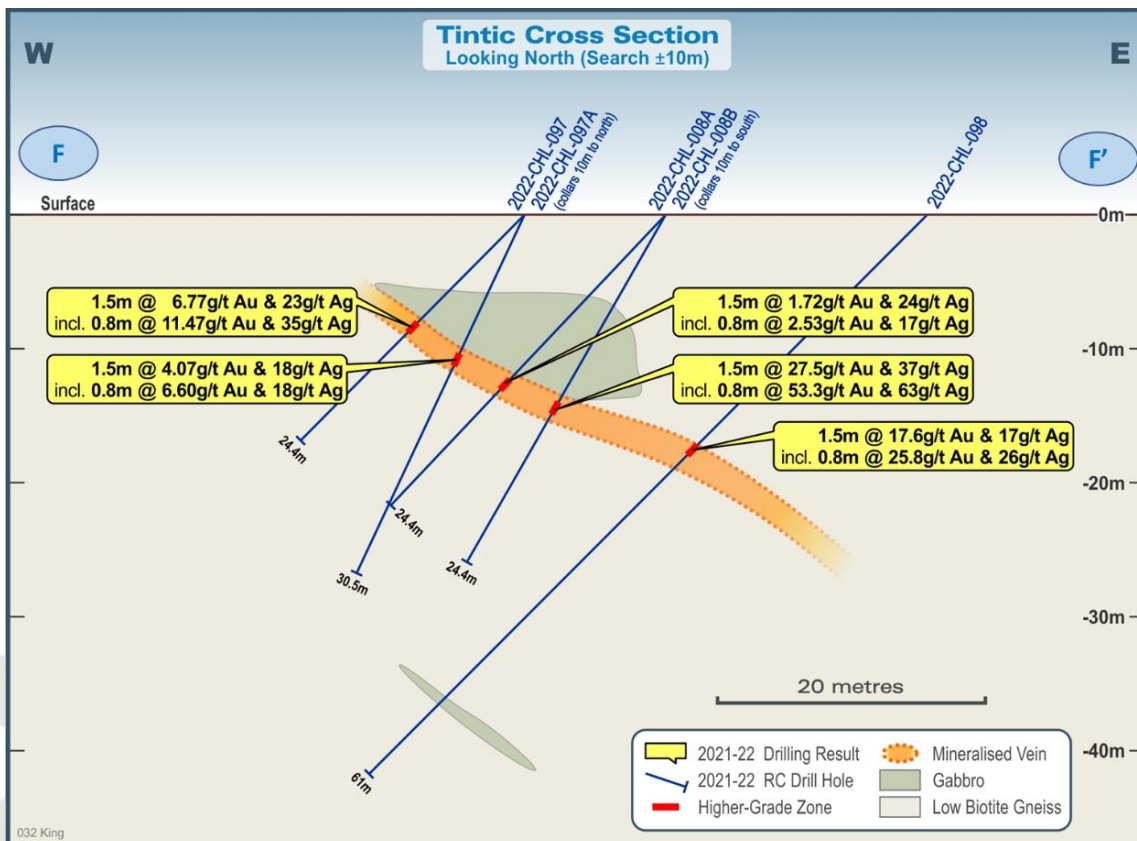 Tintic Cross Section
Looking North (Search ±10m)
W
E
F
F'
2022-CHL-097
2022-CHL-097A
(collars 10m to north)
2022-CHL-008A
2022-CHL-008B
(collars 10m to south)
2022-CHL-098
Surface
0m
1.5m @ 6.77g/t Au & 23g/t Ag
incl. 0.8m @ 11.47g/t Au & 35g/t Ag
1.5m @ 1.72g/t Au & 24g/t Ag
incl. 0.8m @ 2.53g/t Au & 17g/t Ag
-10m
1.5m @ 4.07g/t Au & 18g/t Ag
incl. 0.8m @ 6.60g/t Au & 18g/t Ag
1.5m @ 27.5g/t Au & 37g/t Ag
incl. 0.8m @ 53.3g/t Au & 63g/t Ag
1.5m @ 17.6g/t Au & 17g/t Ag
incl. 0.8m @ 25.8g/t Au & 26g/t Ag
24.4m
-20m
24.4m
30.5m
24.4m
-30m
20 metres
-40m
61m
2021-22 Drilling Result
2021-22 RC Drill Hole
Higher-Grade Zone
Mineralised Vein
Gabbro
Low Biotite Gneiss
032 King